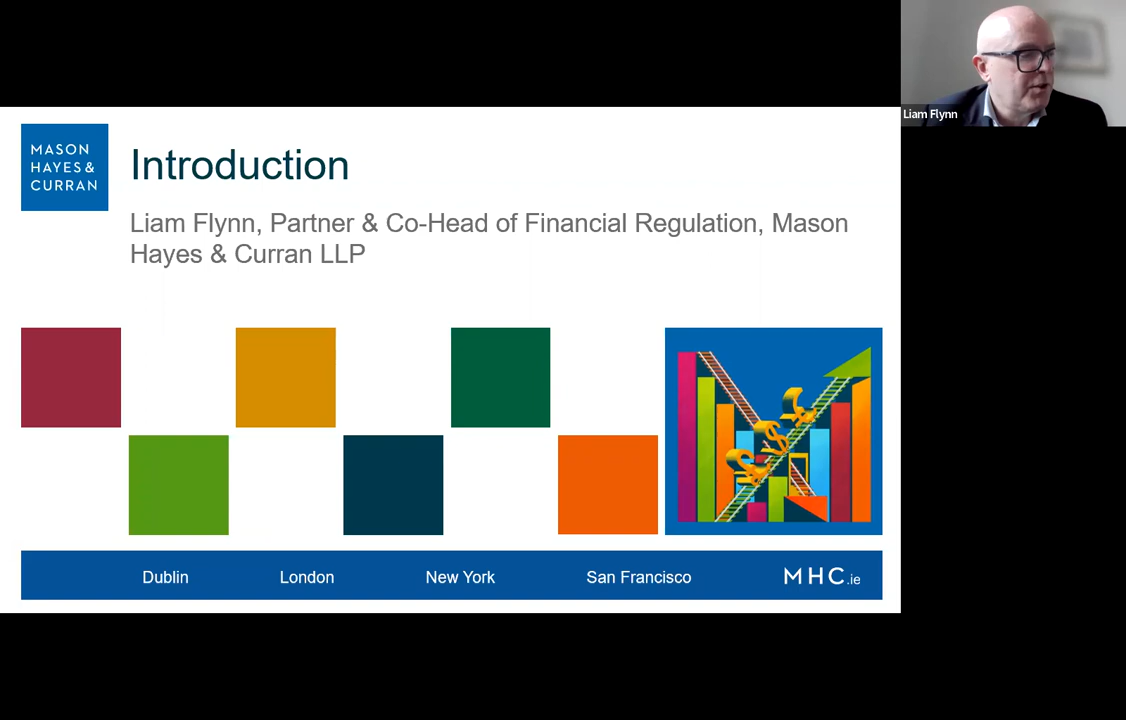 MASON
HAYES &
CURRAN
Introduction
Liam Flynn, Partner & Co-Head of Financial Regulation, Mason
Hayes & Curran LLP
Liam Flynn
Dublin London New York San Francisco MHC.ie